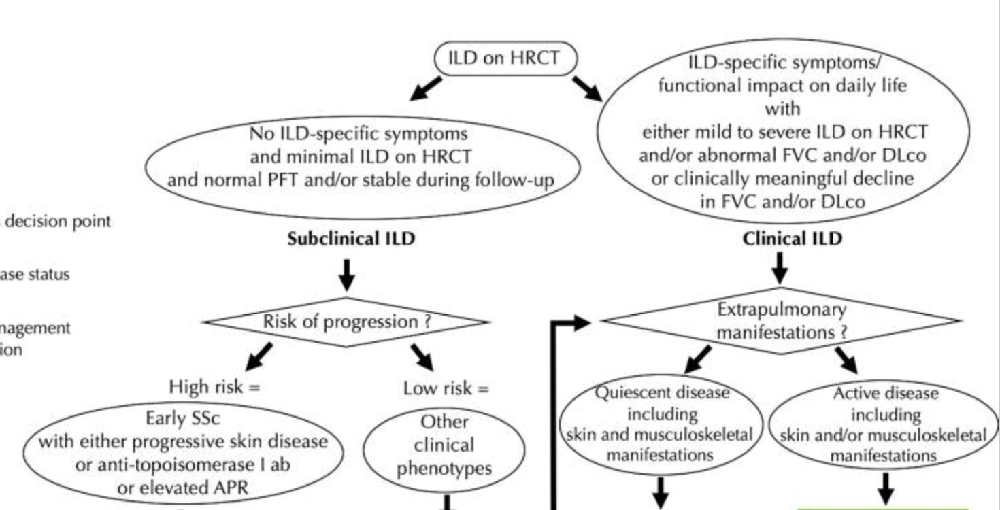 ILD on HRCT
No ILD-specific symptoms
and minimal ILD on HRCT
and normal PFT and/or stable during follow-up
ILD-specific symptoms/
functional impact on daily life
with
either mild to severe ILD on HRCT
and/or abnormal FVC and/or DLco
or clinically meaningful decline
in FVC and/or DLco
decision point
ase status
nagement
ion
Subclinical ILD
Clinical ILD
Risk of progression ?
Extrapulmonary
manifestations ?
High risk =
Early SSc
with either progressive skin disease
or anti-topoisomerase I ab
or elevated APR
Low risk =
Other
clinical
phenotypes
Quiescent disease
including
skin and musculoskeletal
manifestations
Active disease
including
skin and/or musculoskeletal
manifestations